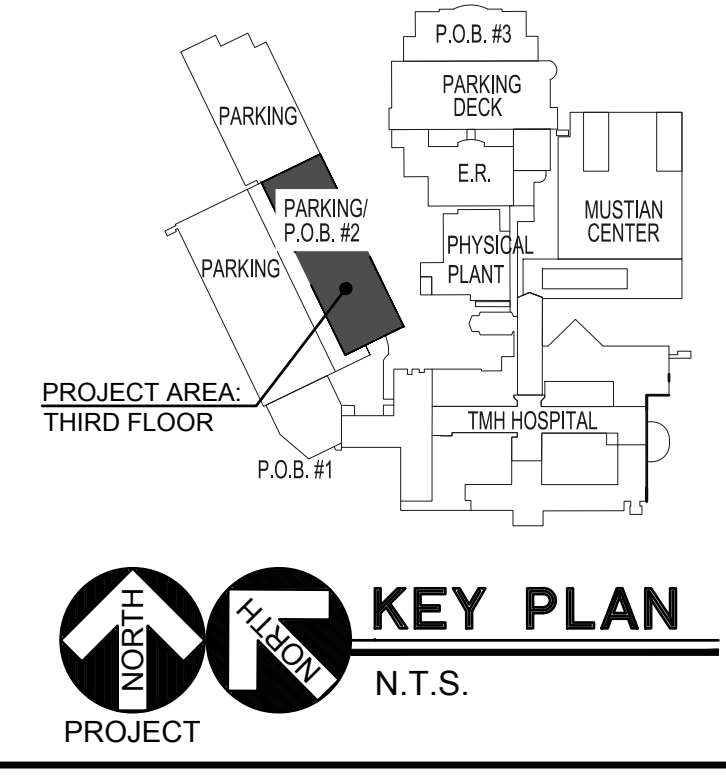 P.O.B. #3
PARKING
DECK
PARKING
E.R.
PARKING/
P.O.B. #2
MUSTIAN
CENTER
PHYSICAL
PLANT
PARKING
PROJECT AREA:
THIRD FLOOR
TMH HOSPITAL
P.O.B. #1
NORTH
NORTH
KEY PLAN
N.T.S.
PROJECT